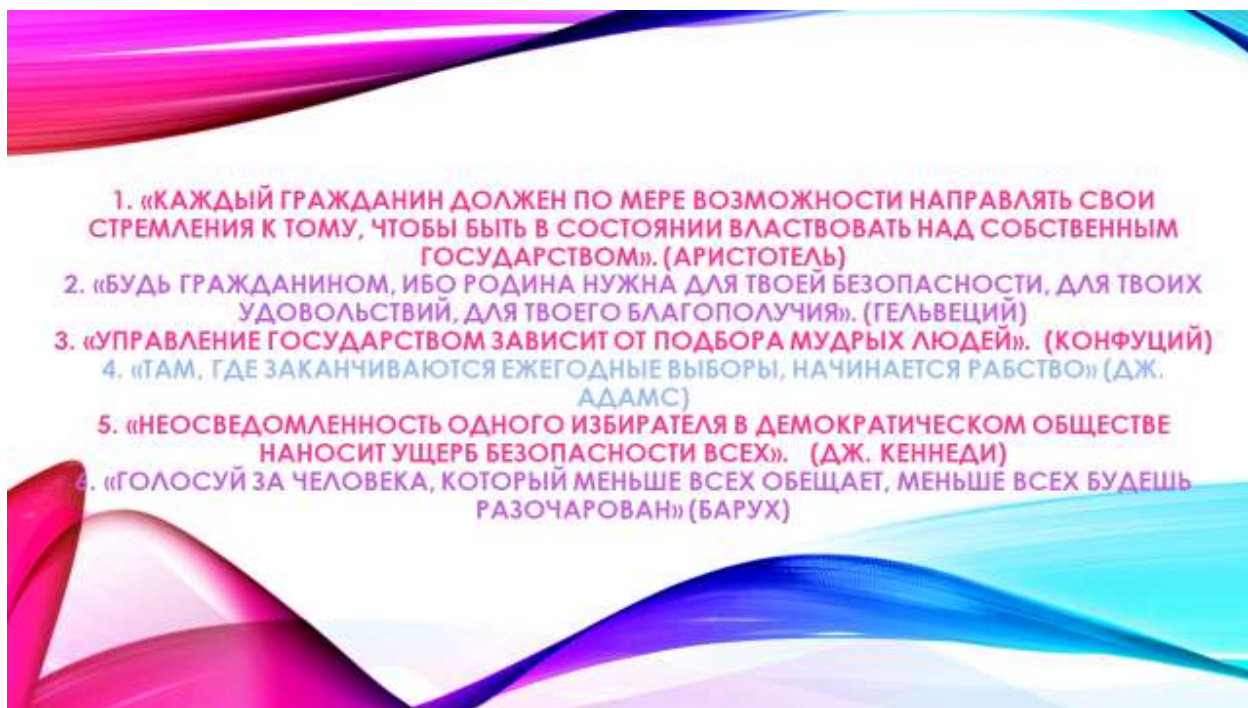 1. «КАЖДЫЙ ГРАЖДАНИН ДОЛЖЕН ПО МЕРЕ ВОЗМОЖНОСТИ НАПРАВЛЯТЬ СВОИ
СТРЕМЛЕНИЯ К ТОМУ, ЧТОБЫ БЫТЬ В СОСТОЯНИИ ВЛАСТВОВАТЬ НАД СОБСТВЕННЫМ
ГОСУДАРСТВОМ». (АРИСТОТЕЛЬ)
2. «БУДЬ ГРАЖДАНИНОМ, ИБО РОДИНА НУЖНА ДЛЯ ТВОЕЙ БЕЗОПАСНОСТИ, ДЛЯ ТВОИХ
УДОВОЛЬСТВИЙ, ДЛЯ ТВОЕГО БЛАГОПОЛУЧИЯ». (ГЕЛЬВЕЦИЙ)
3. «УПРАВЛЕНИЕ ГОСУДАРСТВОМ ЗАВИСИТ ОТ ПОДБОРА МУДРЫХ ЛЮДЕЙ». (КОНФУЦИЙ)
4. «ТАМ, ГДЕ ЗАКАНЧИВАЮТСЯ ЕЖЕГОДНЫЕ ВЫБОРЫ, НАЧИНАЕТСЯ РАБСТВО» (ДЖ.
АДАМС)
5. «НЕОСВЕДОМЛЕННОСТЬ ОДНОГО ИЗБИРАТЕЛЯ В ДЕМОКРАТИЧЕСКОМ ОБЩЕСТВЕ
НАНОСИТ УЩЕРБ БЕЗОПАСНОСТИ ВСЕХ». (ДЖ. КЕННЕДИ)
6. «ГОЛОСУЙ ЗА ЧЕЛОВЕКА, КОТОРЫЙ МЕНЬШЕ ВСЕХ ОБЕЩАЕТ, МЕНЬШЕ ВСЕХ БУДЕШЬ
РАЗОЧАРОВАН» (БАРУХ)